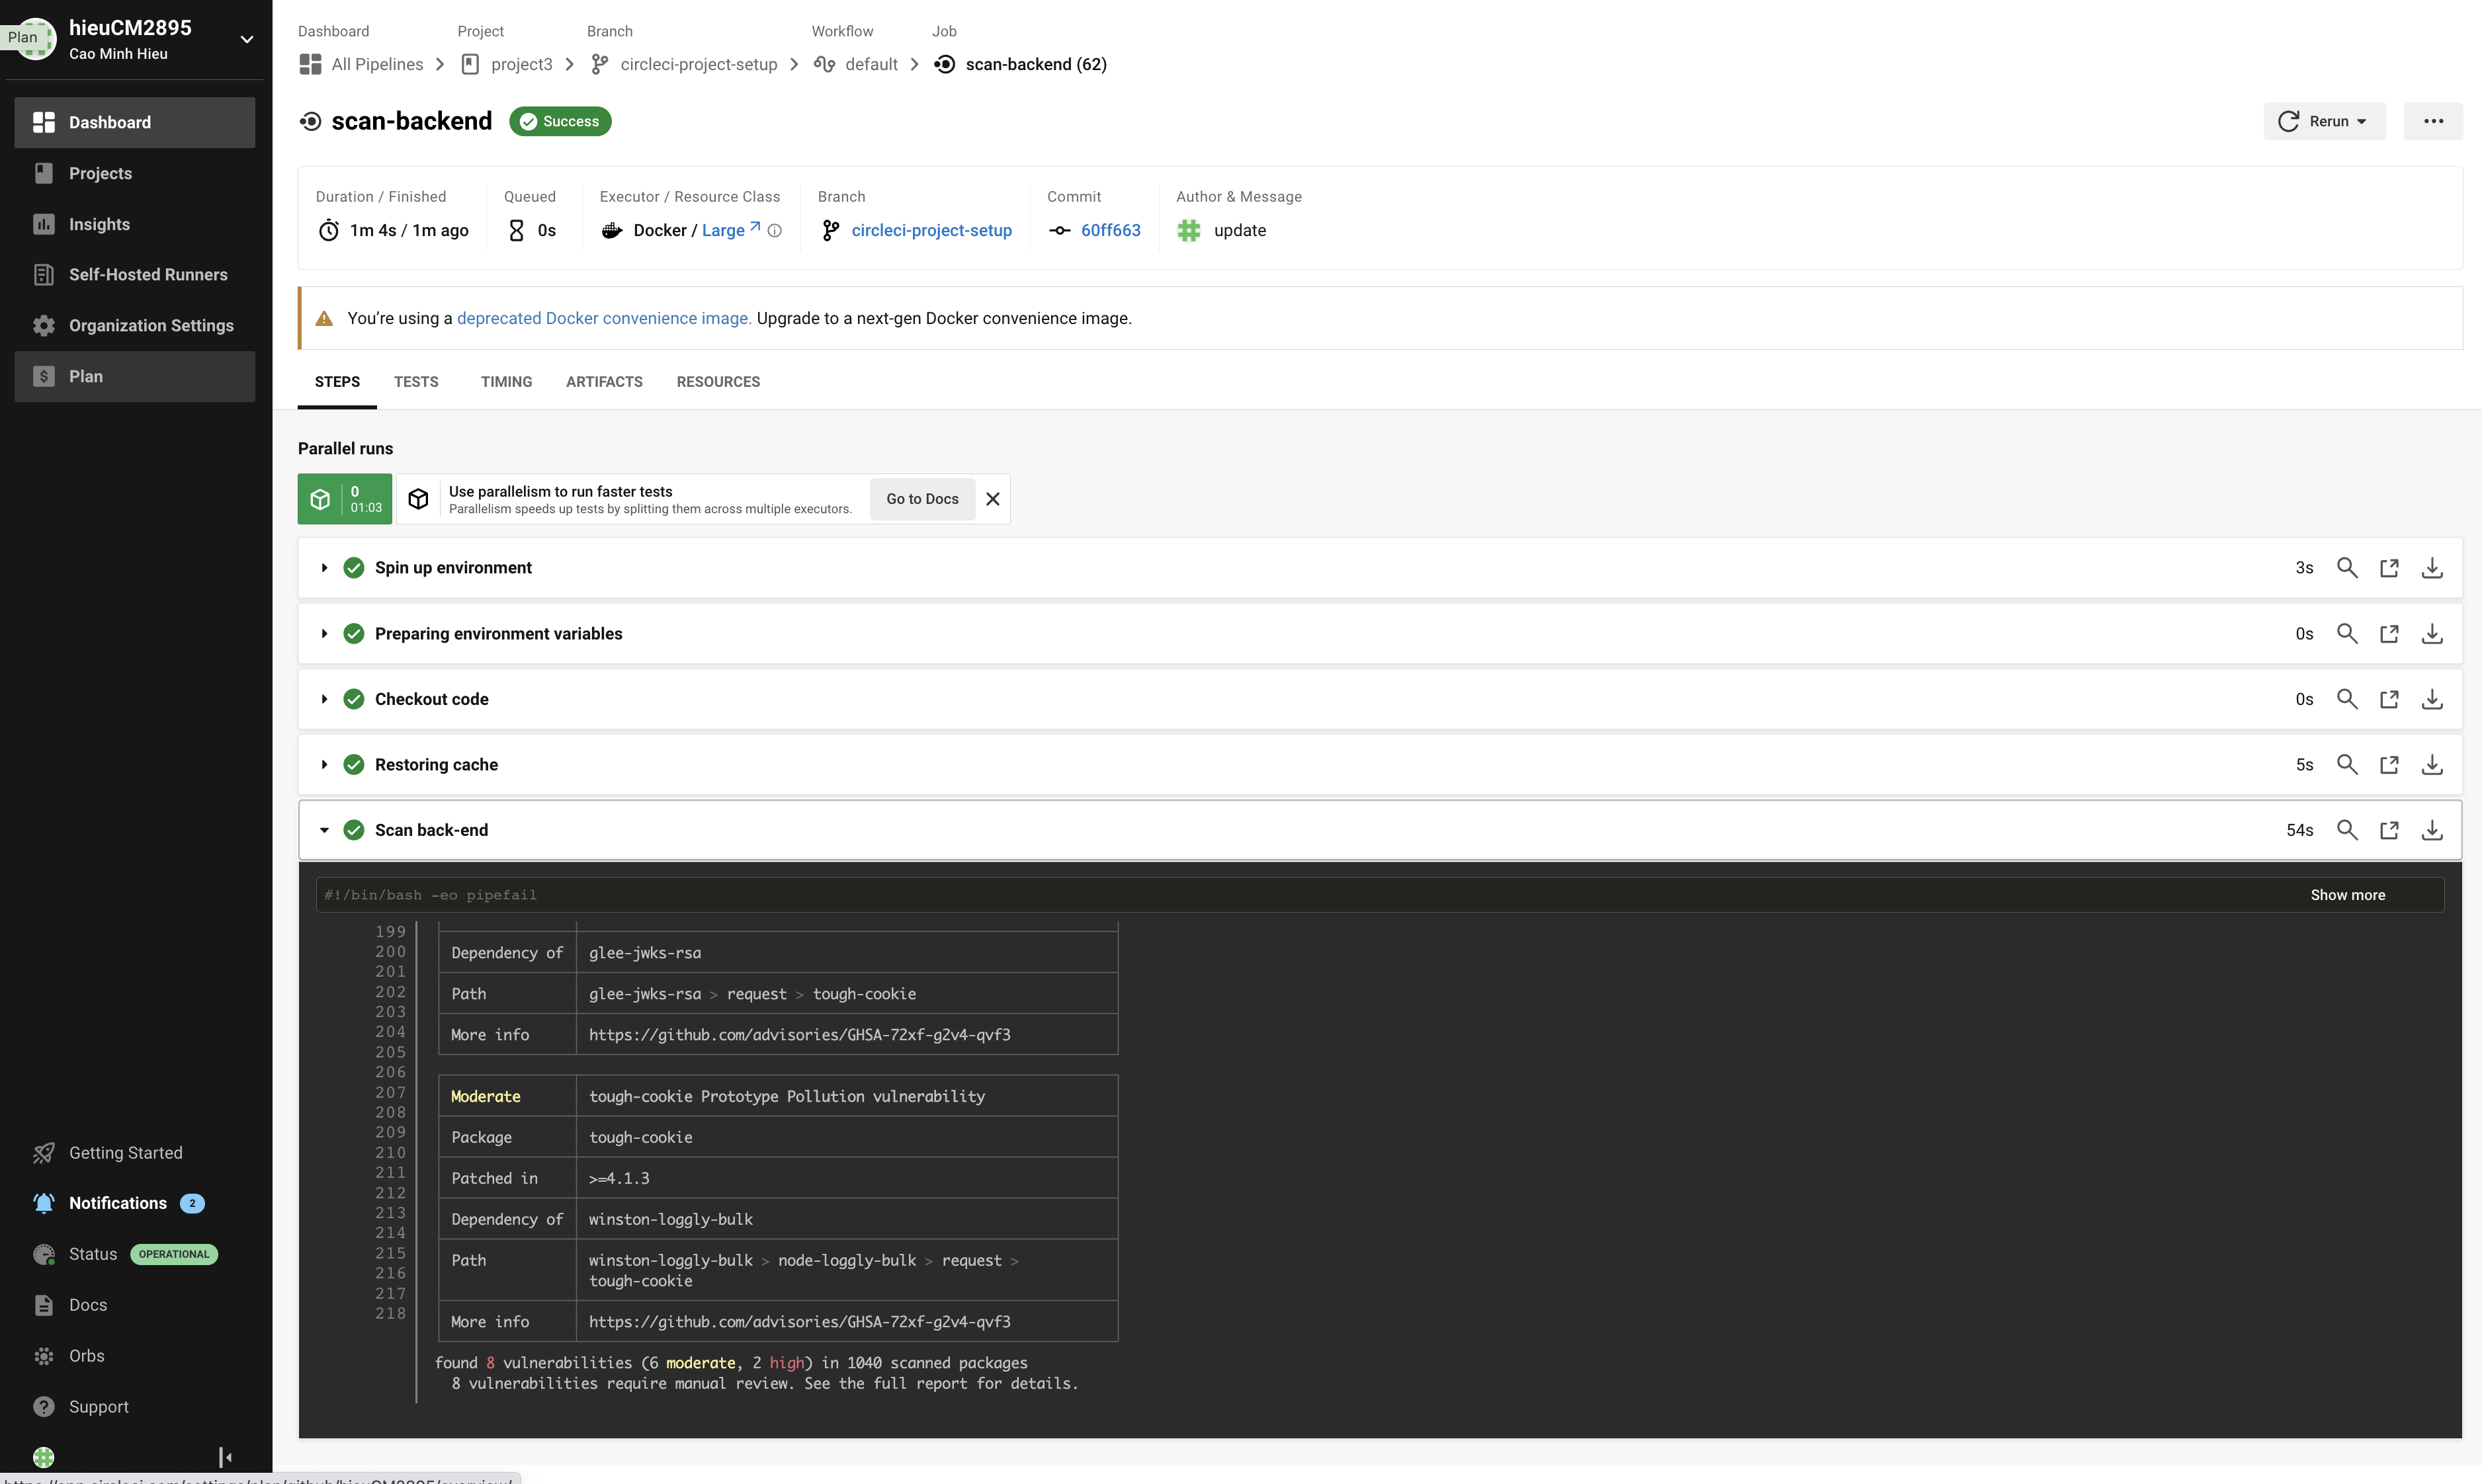 Plan
hieuCM2895
Cao Minh Hieu
Dashboard
Projects
Insights
Self-Hosted Runners
Organization Settings
Plan
Getting Started
Notifications 2
Status OPERATIONAL
Docs
Orbs
Support
Dashboard Project Branch Workflow Job
All Pipelines project3 circleci-project-setup default scan-backend (62)
scan-backend Success
Rerun
Duration / Finished Queued Executor / Resource Class Branch Commit Author & Message
1m 4s / 1m ago 0s Docker / Large circleci-project-setup 60ff663 update
You’re using a deprecated Docker convenience image. Upgrade to a next-gen Docker convenience image.
STEPS TESTS TIMING ARTIFACTS RESOURCES
Parallel runs
0
01:03
Use parallelism to run faster tests
Parallelism speeds up tests by splitting them across multiple executors.
Go to Docs
Spin up environment 3s
Preparing environment variables 0s
Checkout code 0s
Restoring cache 5s
Scan back-end 54s
#!/bin/bash -eo pipefail Show more
199
200 Dependency of glee-jwks-rsa
201
202 Path glee-jwks-rsa > request > tough-cookie
203
204 More info https://github.com/advisories/GHSA-72xf-g2v4-qvf3
205
206
207 Moderate tough-cookie Prototype Pollution vulnerability
208
209 Package tough-cookie
210
211 Patched in >=4.1.3
212
213 Dependency of winston-loggly-bulk
214
215 Path winston-loggly-bulk > node-loggly-bulk > request >
216 tough-cookie
217
218 More info https://github.com/advisories/GHSA-72xf-g2v4-qvf3
found 8 vulnerabilities (6 moderate, 2 high) in 1040 scanned packages
8 vulnerabilities require manual review. See the full report for details.